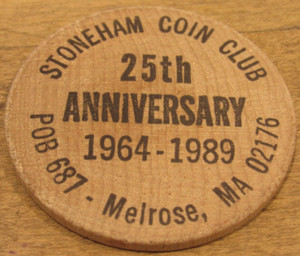 STONEHAM COIN CLUB
25th
ANNIVERSARY
1964-1989
POB 687 - Melrose, MA 02176